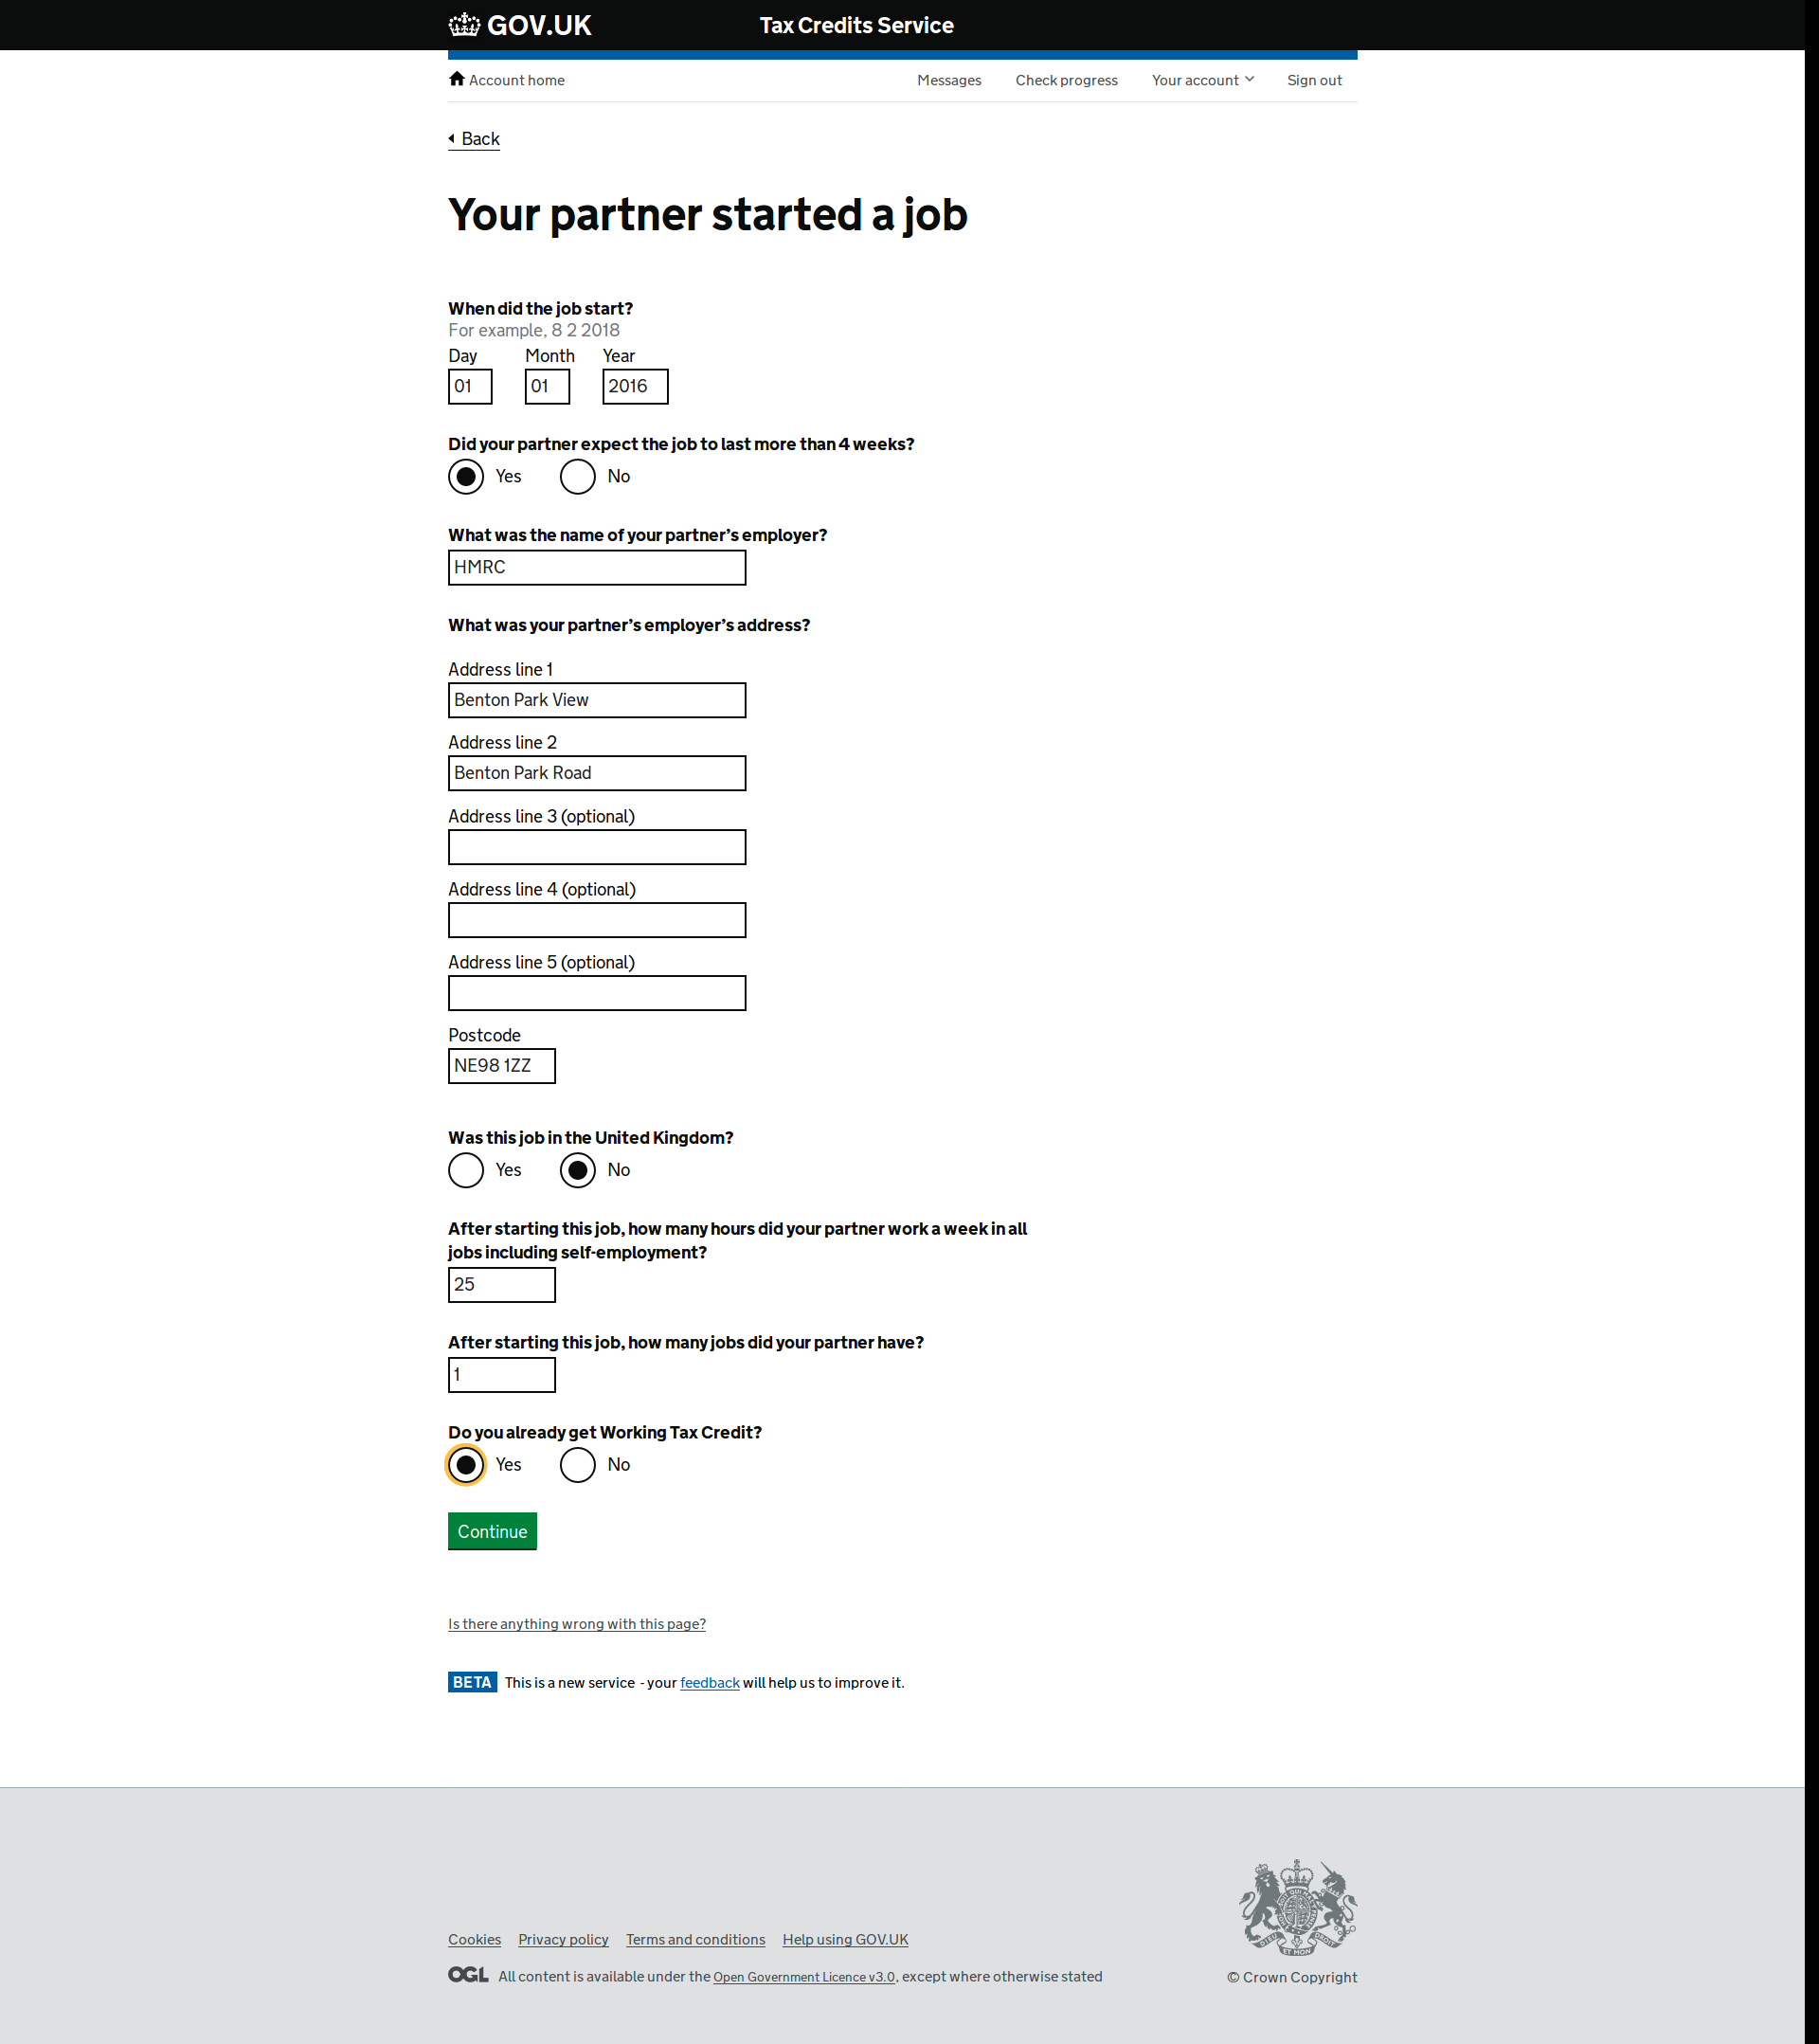 GOV.UK
Tax Credits Service
Account home
Messages
Check progress
Your account
Sign out
Back
Your partner started a job
When did the job start?
For example, 8 2 2018
Day Month Year
01 01 2016
Did your partner expect the job to last more than 4 weeks?
Yes No
What was the name of your partner’s employer?
HMRC
What was your partner’s employer’s address?
Address line 1
Benton Park View
Address line 2
Benton Park Road
Address line 3 (optional)
Address line 4 (optional)
Address line 5 (optional)
Postcode
NE98 1ZZ
Was this job in the United Kingdom?
Yes No
After starting this job, how many hours did your partner work a week in all
jobs including self-employment?
25
After starting this job, how many jobs did your partner have?
1
Do you already get Working Tax Credit?
Yes No
Continue
Is there anything wrong with this page?
BETA This is a new service - your feedback will help us to improve it.
Cookies Privacy policy Terms and conditions Help using GOV.UK
OGL All content is available under the Open Government Licence v3.0, except where otherwise stated
DIEU ET MON DROIT
© Crown Copyright